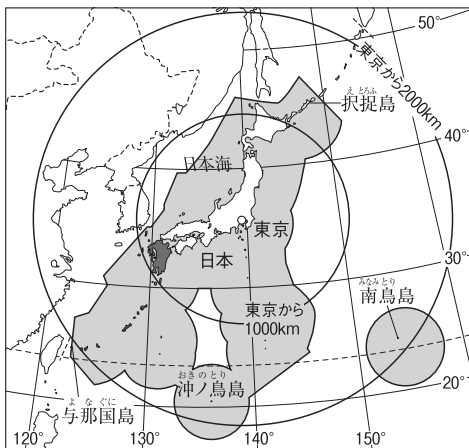 50°
東京から2000km
えとろふ
択捉島
40°
日本海
東京
日本
30°
みなみとり
南鳥島
東京から
1000km
おきのとり
沖ノ鳥島
20°
よなぐに
与那国島
120°
130°
140°
150°